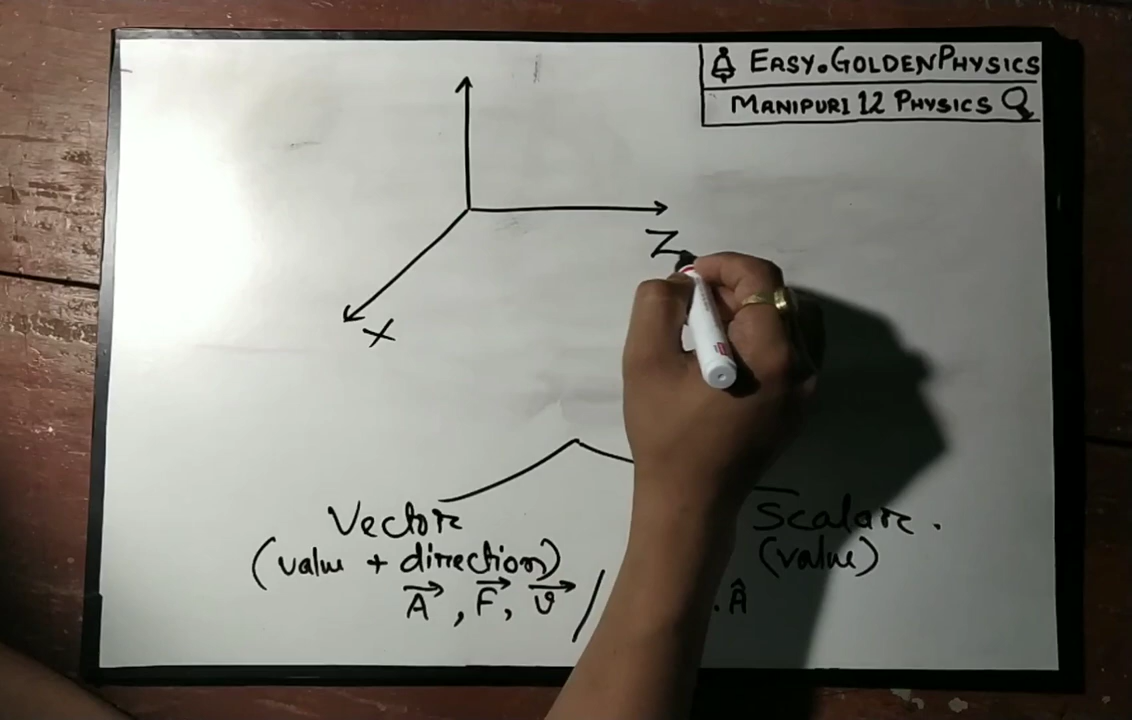 EASY.GOLDENPHYSICS
MANIPURI 12 PHYSICS
Z
X
Vector
Scalar.
(value + direction)
(value)
A⃗ , F⃗, v⃗ /
. Â